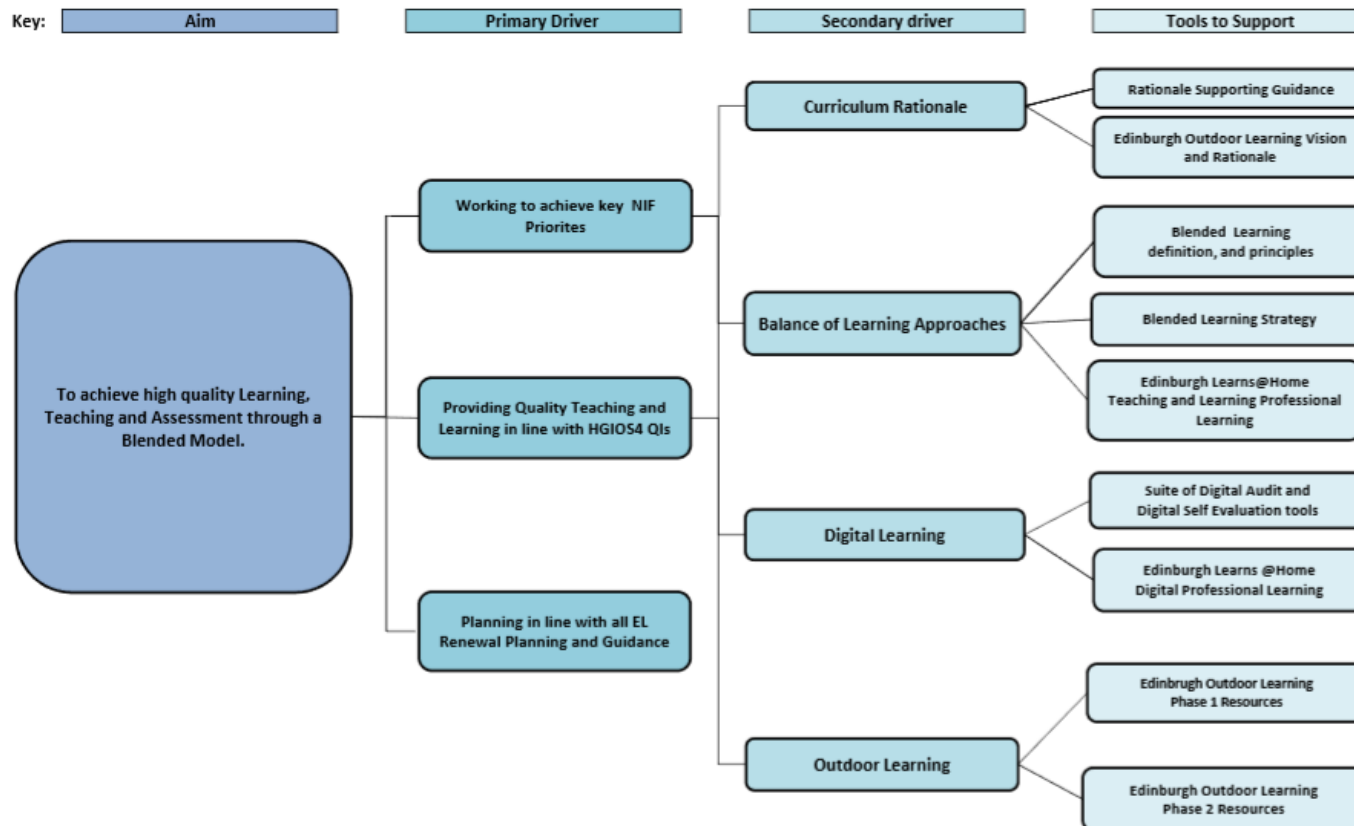 Key:
Aim
Primary Driver
Secondary driver
Tools to Support
To achieve high quality Learning,
Teaching and Assessment through a
Blended Model.
Working to achieve key NIF
Priorites
Providing Quality Teaching and
Learning in line with HGIOS4 QIs
Planning in line with all EL
Renewal Planning and Guidance
Curriculum Rationale
Balance of Learning Approaches
Digital Learning
Outdoor Learning
Rationale Supporting Guidance
Edinburgh Outdoor Learning Vision
and Rationale
Blended Learning
definition, and principles
Blended Learning Strategy
Edinburgh Learns@Home
Teaching and Learning Professional
Learning
Suite of Digital Audit and
Digital Self Evaluation tools
Edinburgh Learns @Home
Digital Professional Learning
Edinbrugh Outdoor Learning
Phase 1 Resources
Edinburgh Outdoor Learning
Phase 2 Resources